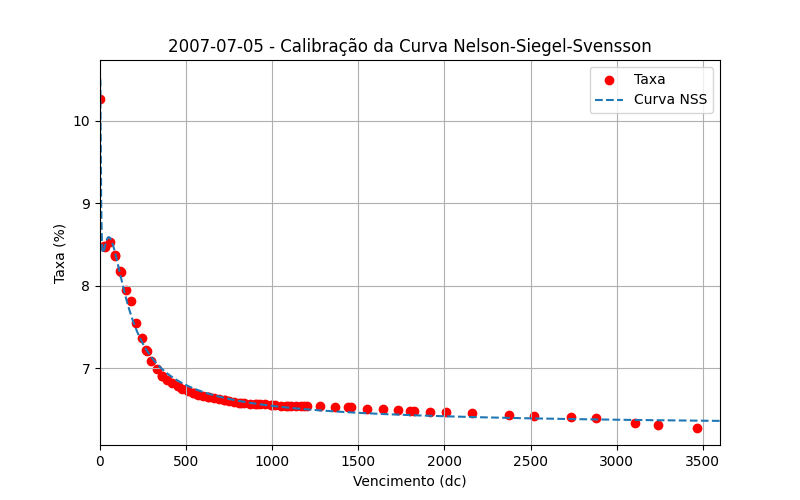 2007-07-05 - Calibração da Curva Nelson-Siegel-Svensson
Taxa
Curva NSS
Taxa (%)
10
9
8
7
0
500
1000
1500
2000
2500
3000
3500
Vencimento (dc)